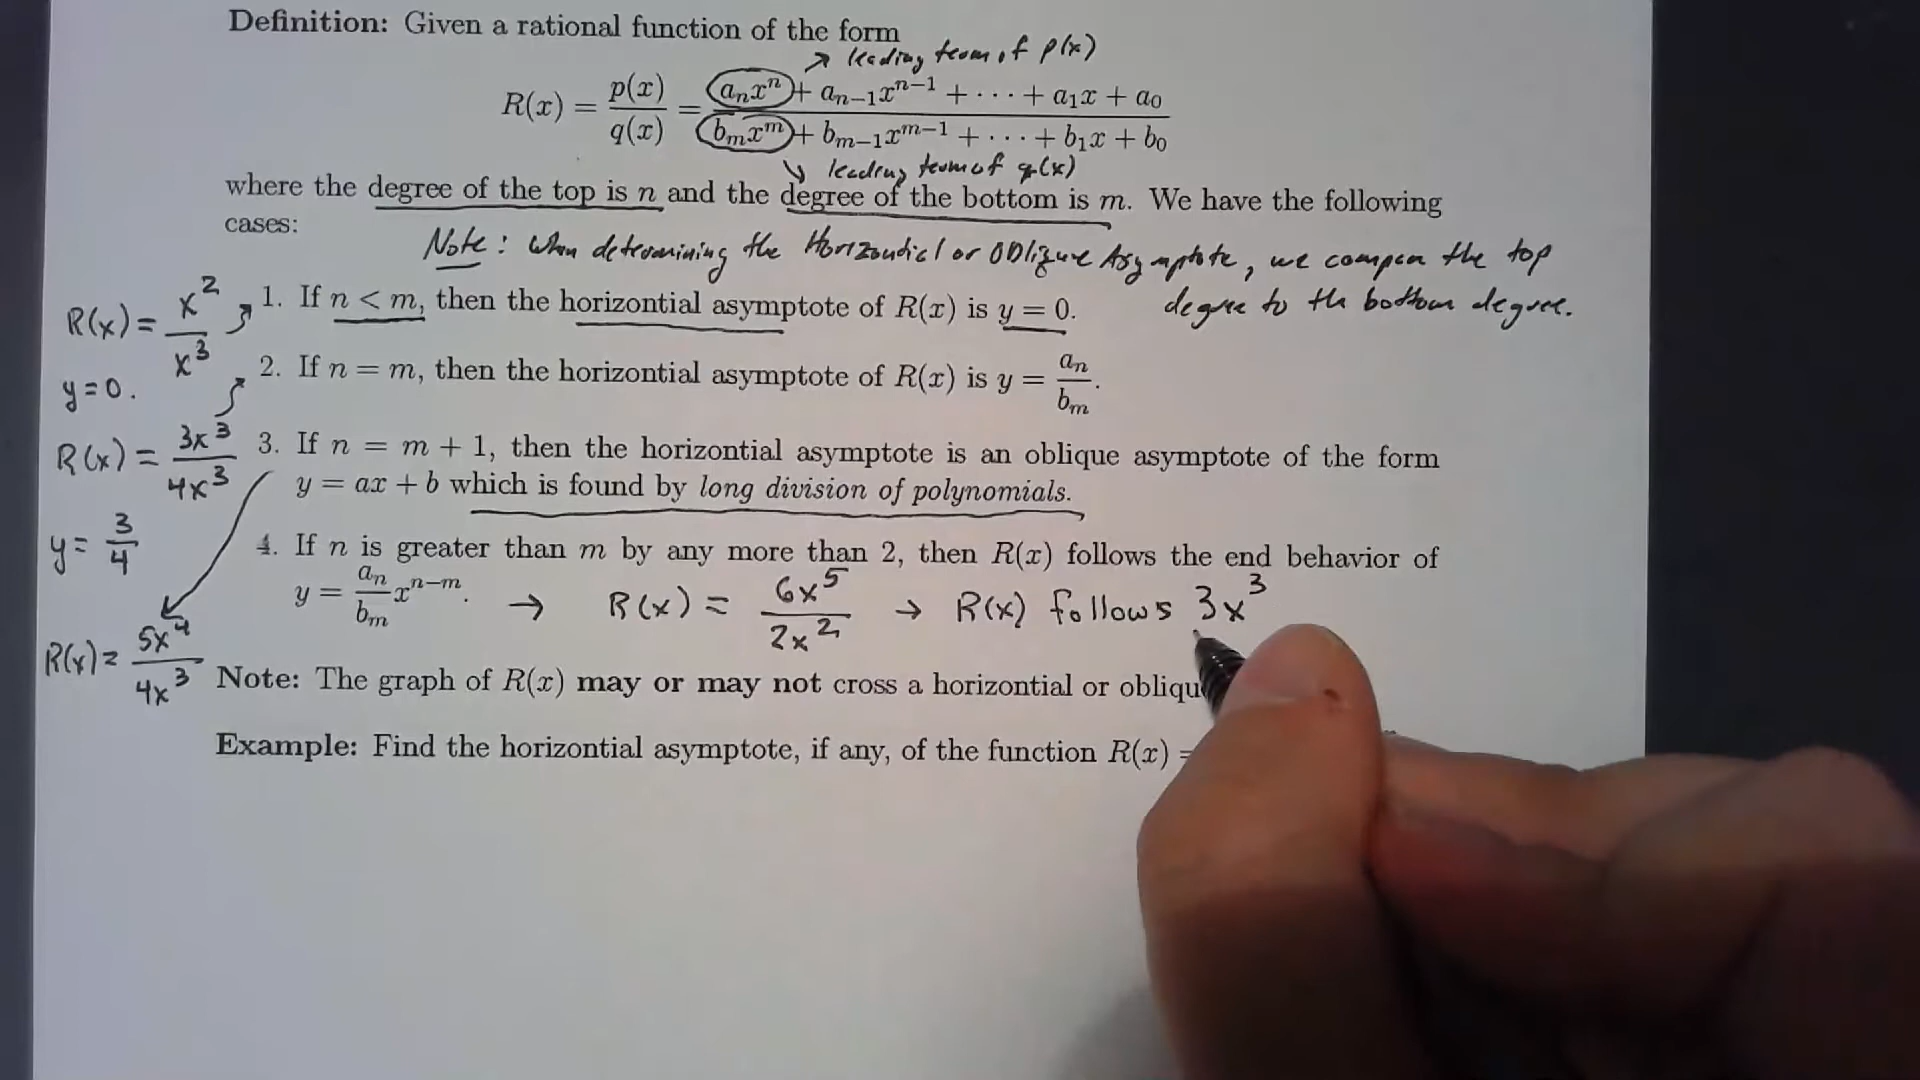 Definition: Given a rational function of the form
↗ leading term of p(x)
R(x) = p(x)/q(x) = (aₙxⁿ + aₙ₋₁xⁿ⁻¹ + · · · + a₁x + a₀)/(bₘxᵐ + bₘ₋₁xᵐ⁻¹ + · · · + b₁x + b₀)
↘ leading term of q(x)
where the degree of the top is n and the degree of the bottom is m. We have the following
cases:
Note: When determining the Horizontial or Oblique Asymptote, we compare the top
degree to the bottom degree.
R(x) = x²/x³
1. If n < m, then the horizontial asymptote of R(x) is y = 0.
y = 0.
2. If n = m, then the horizontial asymptote of R(x) is y = aₙ/bₘ.
R(x) = 3x³/4x³
y = 3/4
3. If n = m + 1, then the horizontial asymptote is an oblique asymptote of the form
y = ax + b which is found by long division of polynomials.
R(x) = 5x⁴/4x³
4. If n is greater than m by any more than 2, then R(x) follows the end behavior of
y = aₙ/bₘ xⁿ⁻ᵐ. → R(x) = 6x⁵/2x² → R(x) follows 3x³
Note: The graph of R(x) may or may not cross a horizontial or obliqu
Example: Find the horizontial asymptote, if any, of the function R(x) =